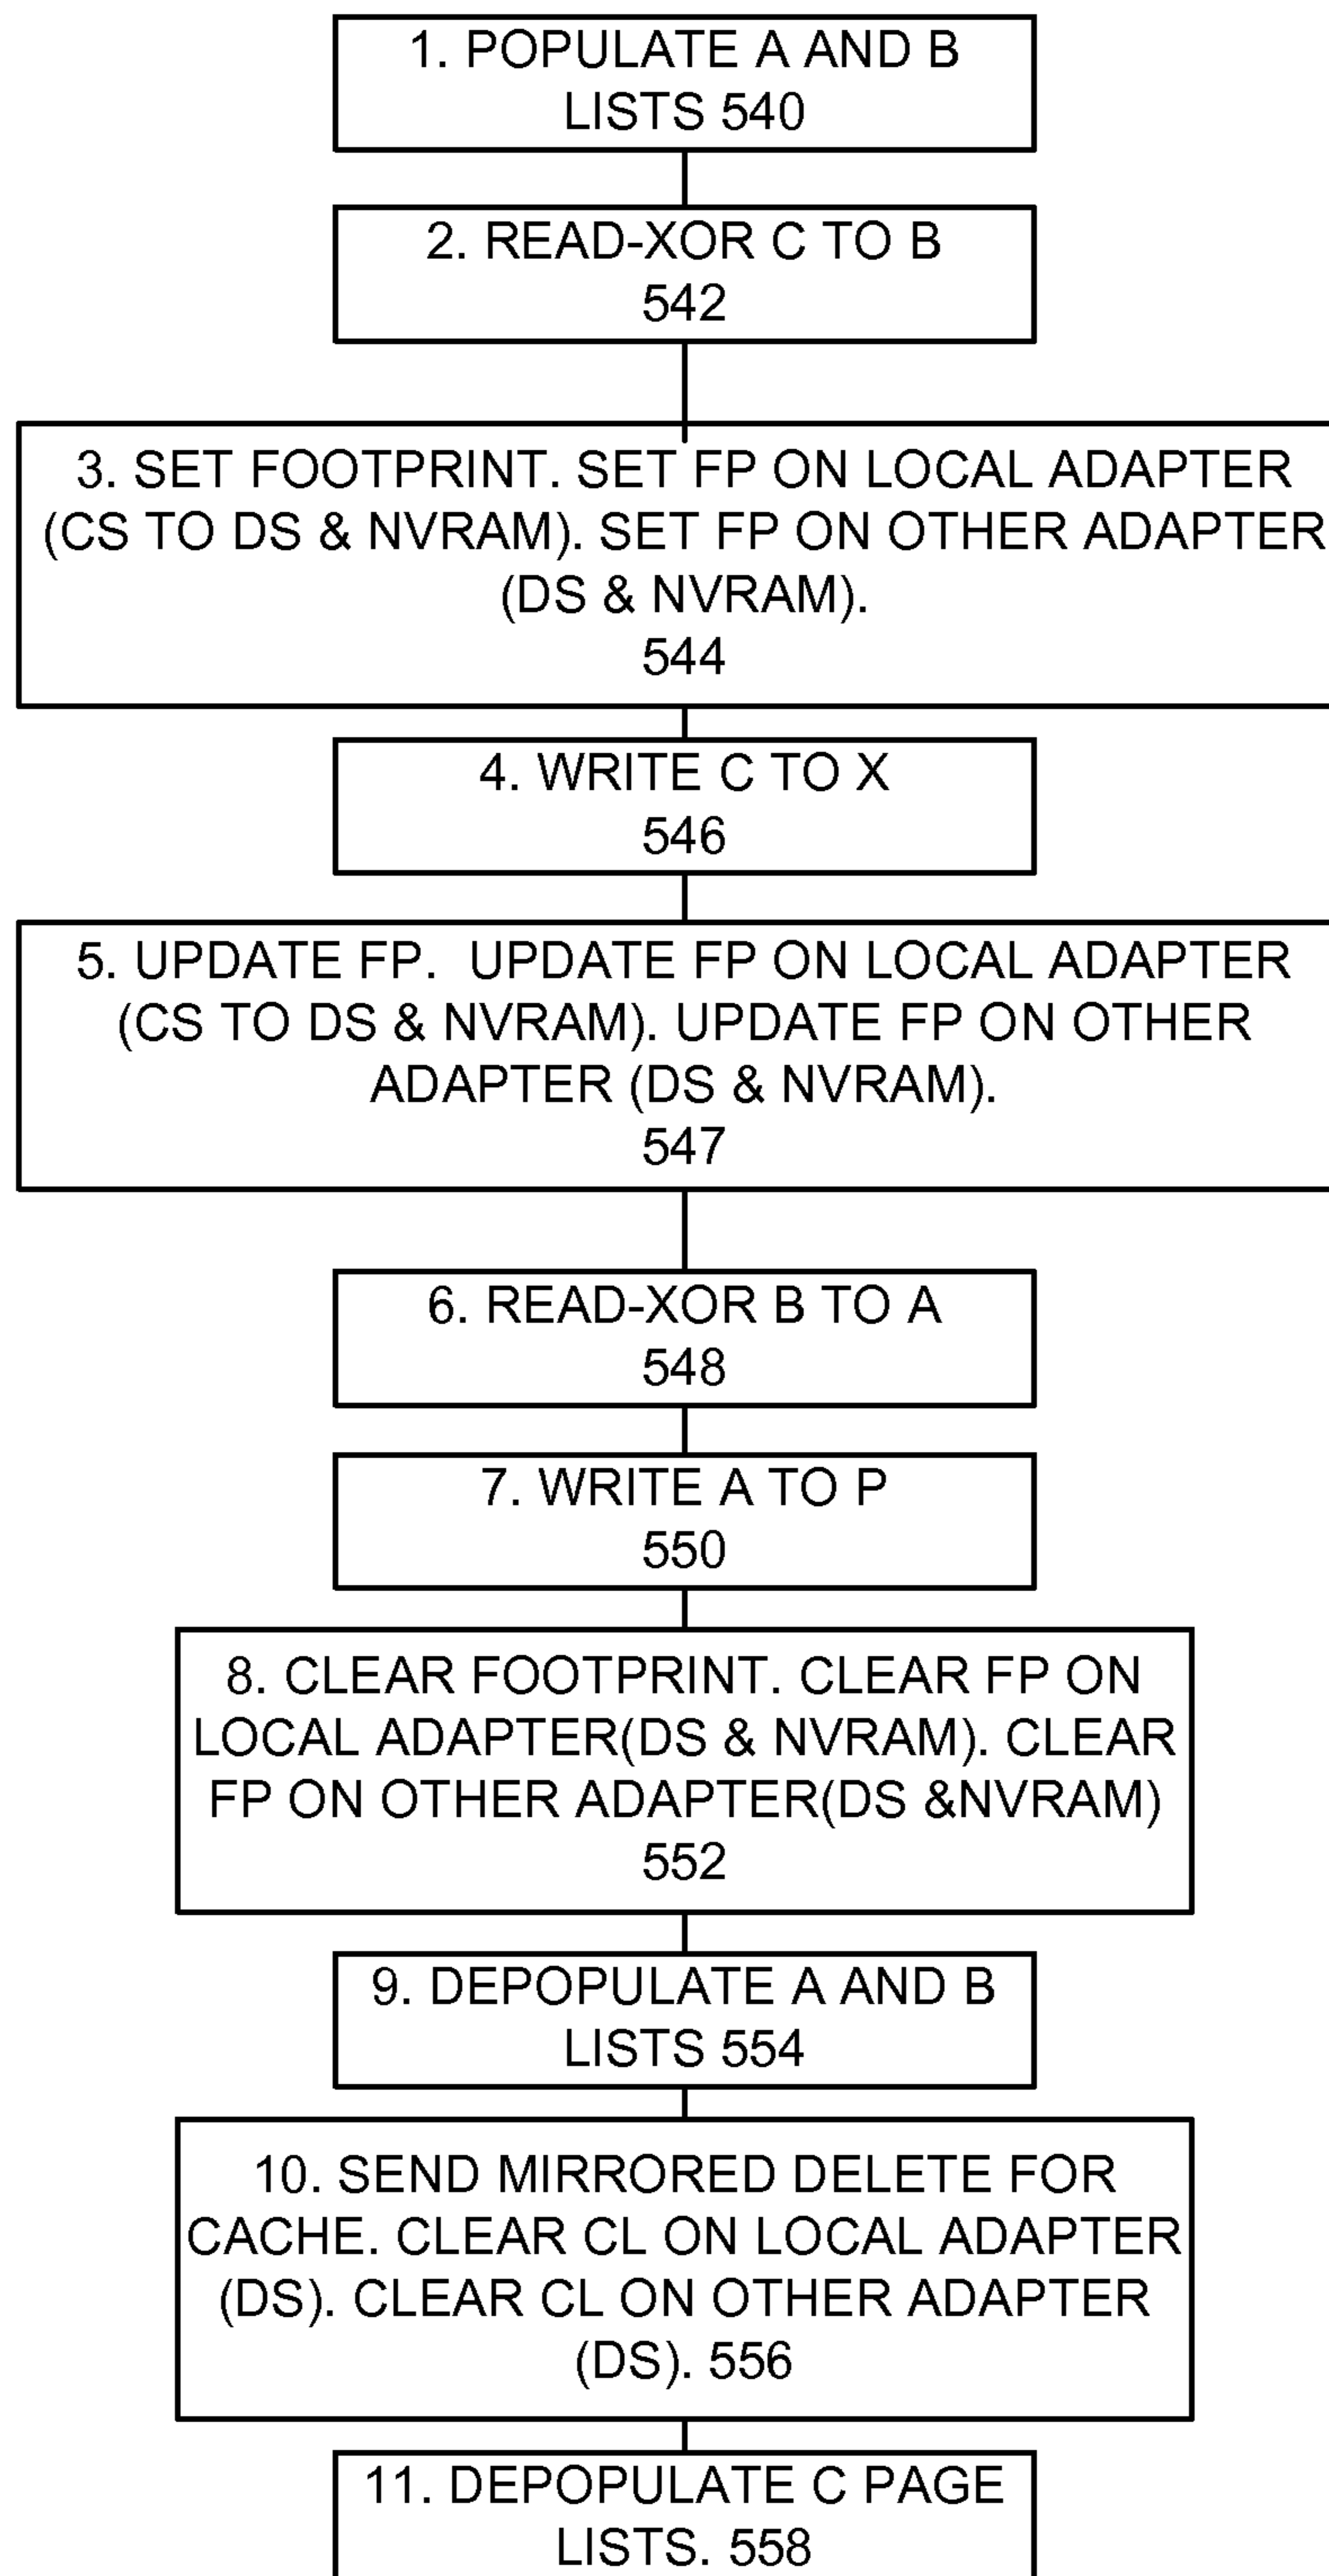 1. POPULATE A AND B
LISTS 540
2. READ-XOR C TO B
542
3. SET FOOTPRINT. SET FP ON LOCAL ADAPTER
(CS TO DS & NVRAM). SET FP ON OTHER ADAPTER
(DS & NVRAM).
544
4. WRITE C TO X
546
5. UPDATE FP.  UPDATE FP ON LOCAL ADAPTER
(CS TO DS & NVRAM). UPDATE FP ON OTHER
ADAPTER (DS & NVRAM).
547
6. READ-XOR B TO A
548
7. WRITE A TO P
550
8. CLEAR FOOTPRINT. CLEAR FP ON
LOCAL ADAPTER(DS & NVRAM). CLEAR
FP ON OTHER ADAPTER(DS &NVRAM)
552
9. DEPOPULATE A AND B
LISTS 554
10. SEND MIRRORED DELETE FOR
CACHE. CLEAR CL ON LOCAL ADAPTER
(DS). CLEAR CL ON OTHER ADAPTER
(DS). 556
11. DEPOPULATE C PAGE
LISTS. 558